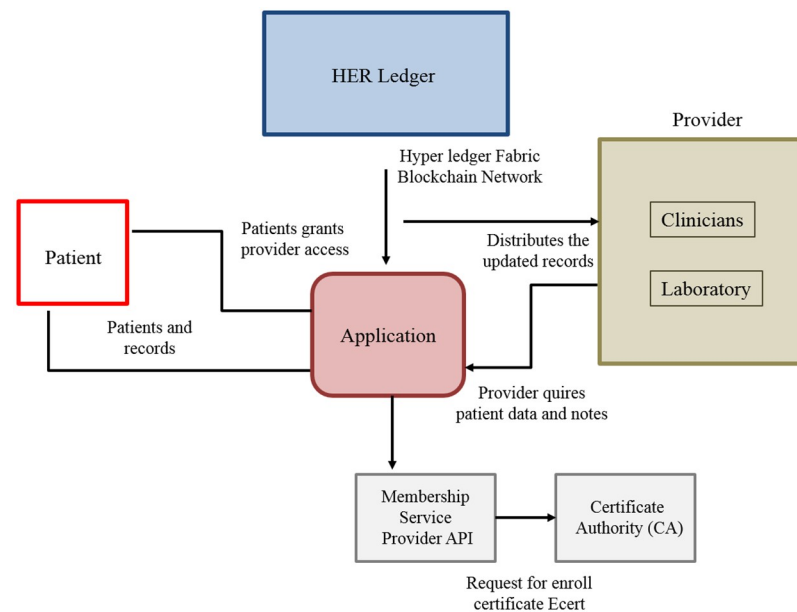 HER Ledger
Provider
Hyper ledger Fabric
Blockchain Network
Clinicians
Patients grants
provider access
Distributes the
updated records
Patient
Laboratory
Patients and
records
Application
Provider quires
patient data and notes
Membership
Service
Provider API
Certificate
Authority (CA)
Request for enroll
certificate Ecert